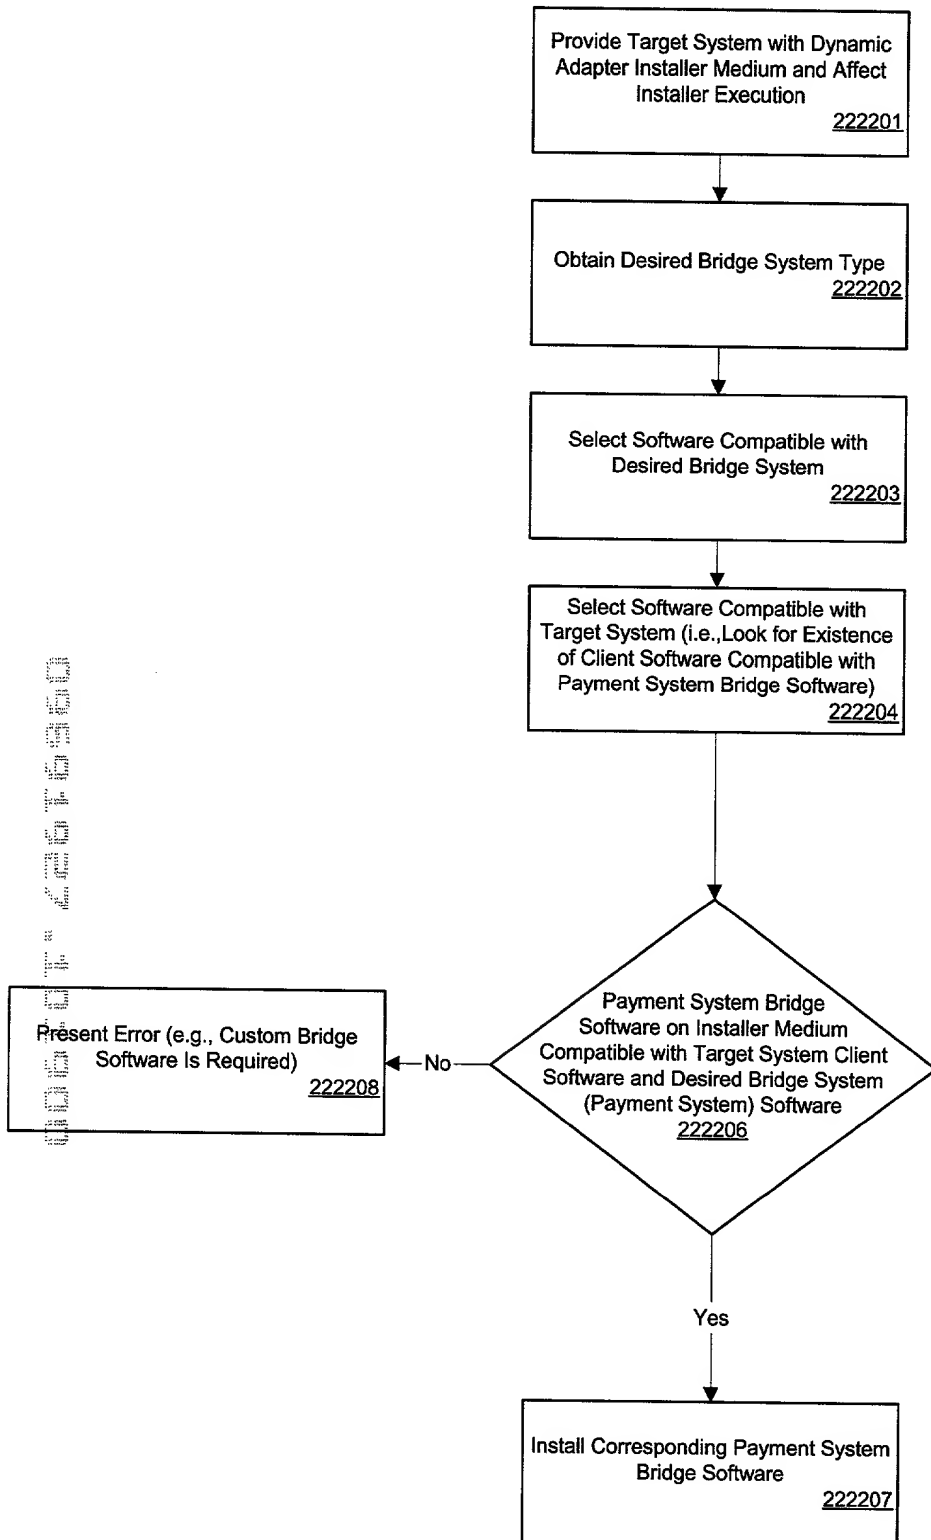 Provide Target System with Dynamic
Adapter Installer Medium and Affect
Installer Execution
222201
Obtain Desired Bridge System Type
222202
Select Software Compatible with
Desired Bridge System
222203
Select Software Compatible with
Target System (i.e.,Look for Existence
of Client Software Compatible with
Payment System Bridge Software)
222204
Payment System Bridge
Software on Installer Medium
Compatible with Target System Client
Software and Desired Bridge System
(Payment System) Software
222206
No
Present Error (e.g., Custom Bridge
Software Is Required)
222208
Yes
Install Corresponding Payment System
Bridge Software
222207